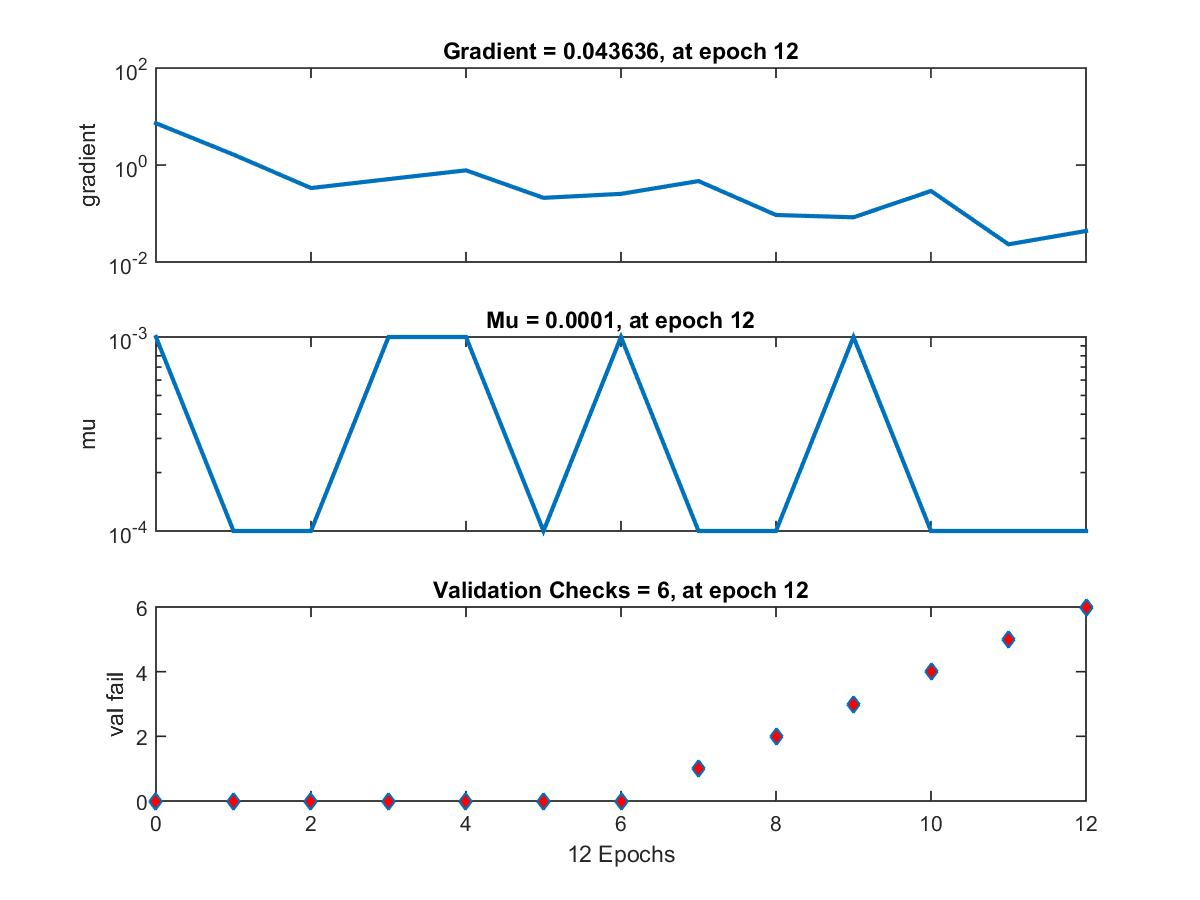 Gradient = 0.043636, at epoch 12
10^2
10^0
10^-2
gradient
Mu = 0.0001, at epoch 12
10^-3
10^-4
mu
Validation Checks = 6, at epoch 12
6
4
2
0
val fail
0 2 4 6 8 10 12
12 Epochs